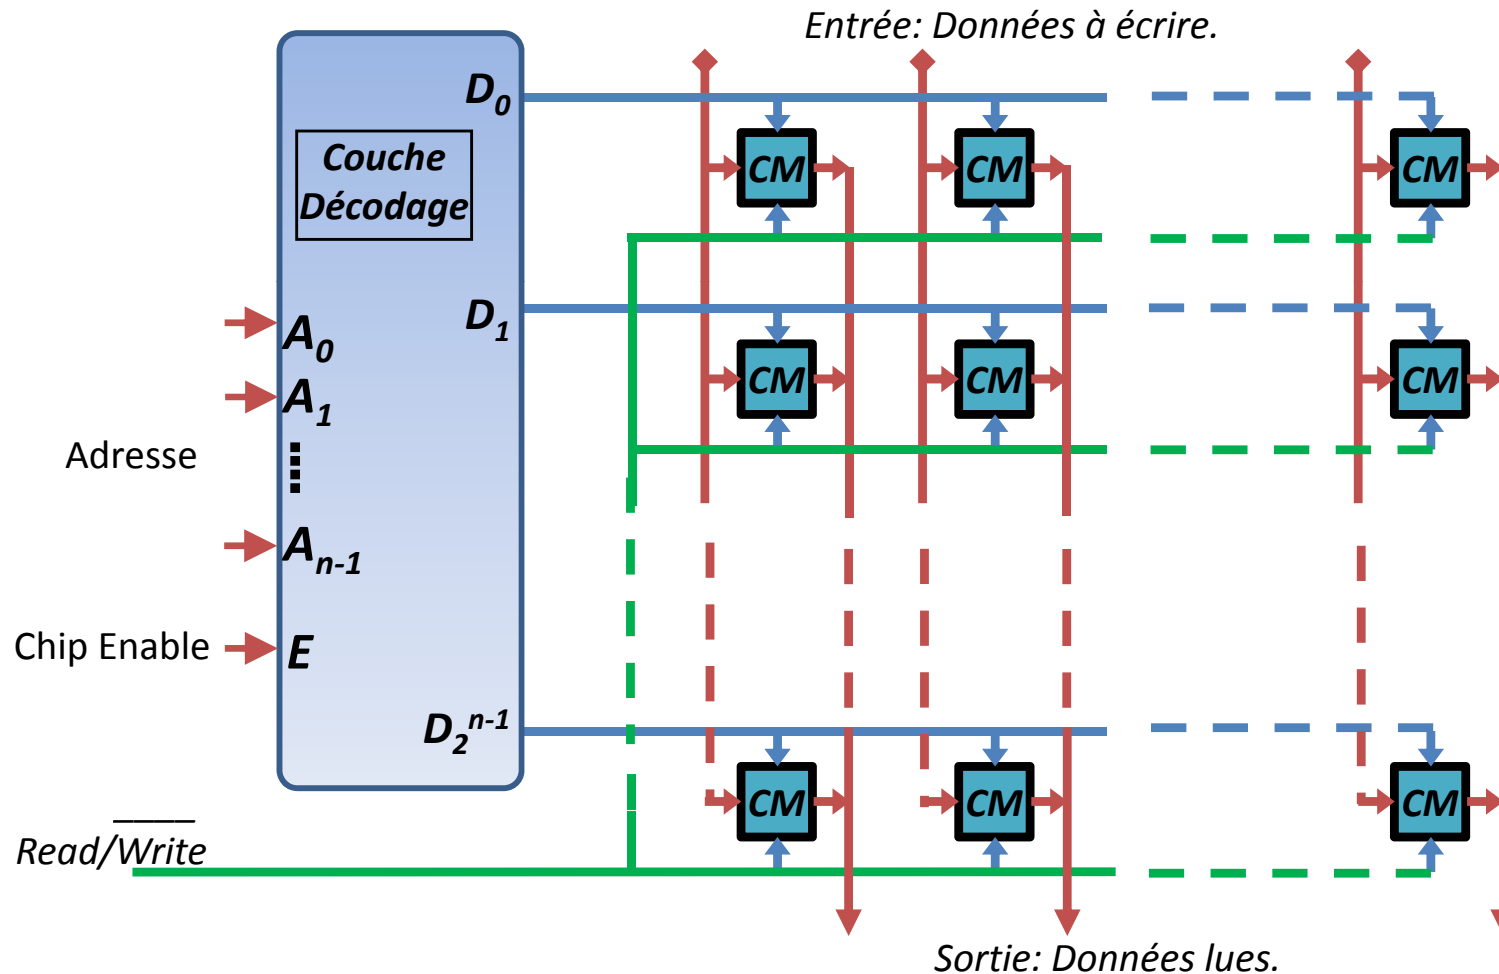 Entrée: Données à écrire.
D0
Couche
Décodage
CM CM CM
A0
D1
A1
CM CM CM
Adresse
An-1
Chip Enable
E
D2^n-1
CM CM CM
Read/Write
Sortie: Données lues.